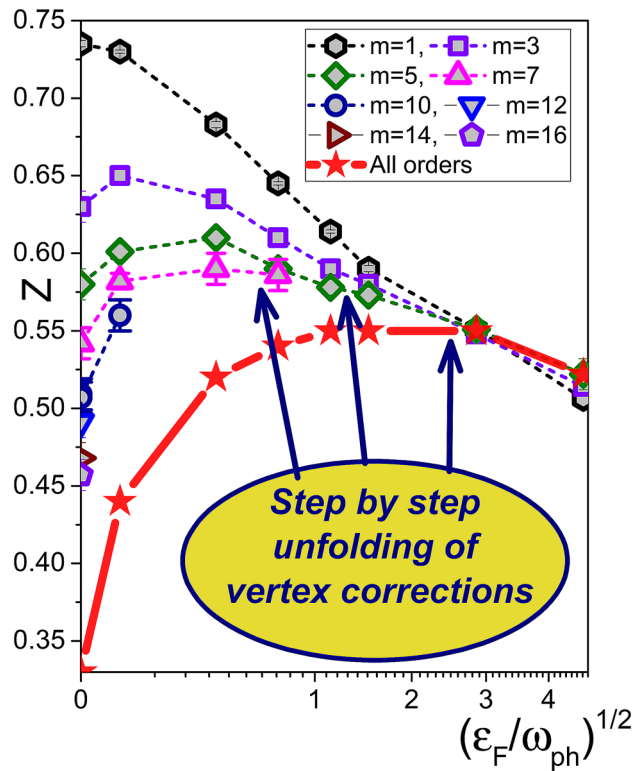 0.75
0.70
0.65
0.60
0.55
0.50
0.45
0.40
0.35
Z
m=1, m=3
m=5, m=7
m=10, m=12
m=14, m=16
All orders
Step by step
unfolding of
vertex corrections
0 1 2 3 4
(ε_F/ω_ph)^1/2